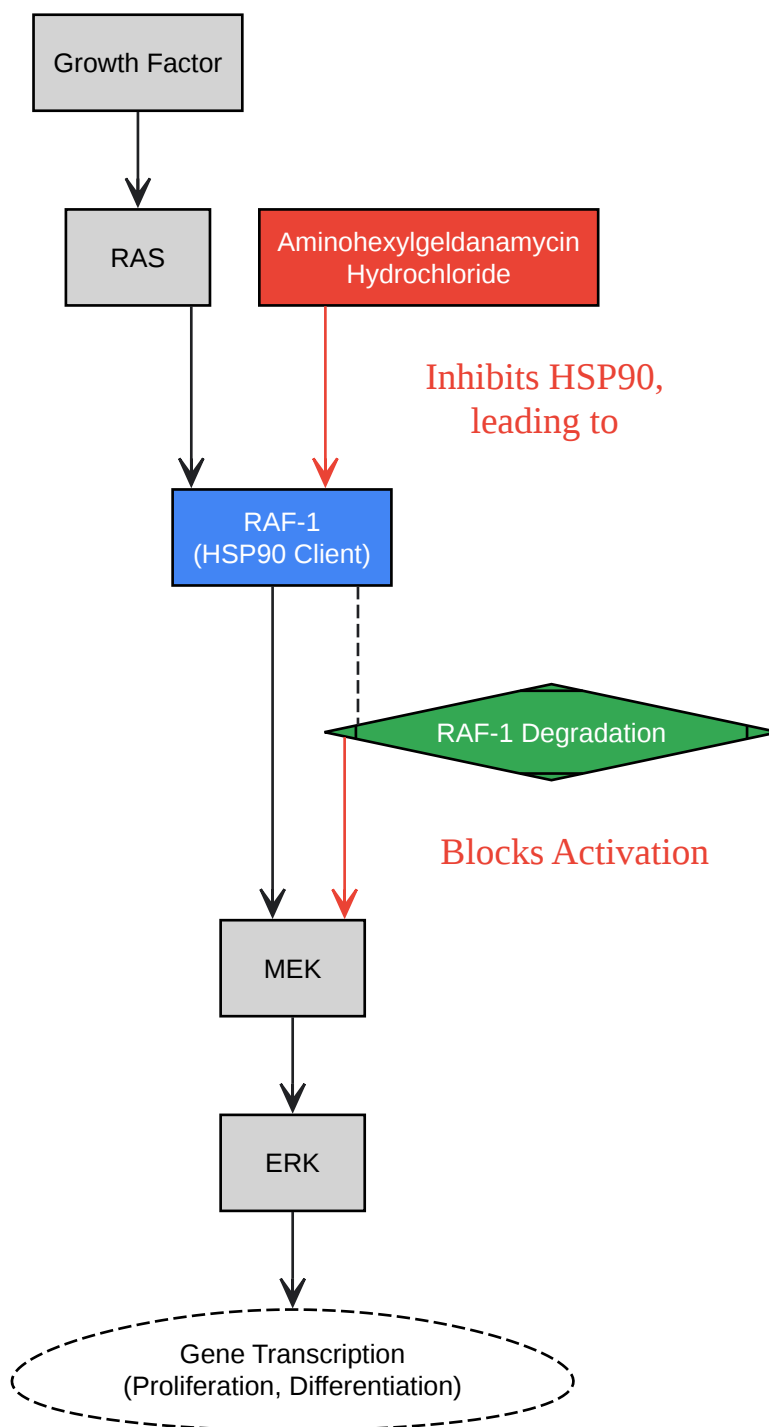 Growth Factor
RAS
Aminohexylgeldanamycin
Hydrochloride
Inhibits HSP90,
leading to
RAF-1
(HSP90 Client)
RAF-1 Degradation
Blocks Activation
MEK
ERK
Gene Transcription
(Proliferation, Differentiation)